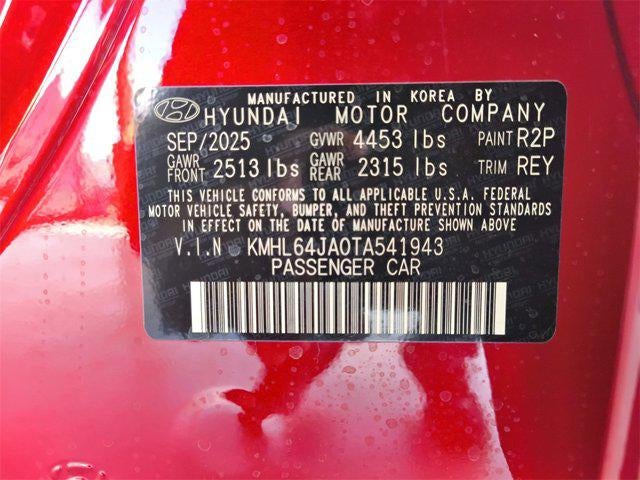 MANUFACTURED IN KOREA BY
HYUNDAI MOTOR COMPANY
SEP/2025 GVWR 4453 lbs PAINT R2P
GAWR FRONT 2513 lbs GAWR REAR 2315 lbs TRIM REY
THIS VEHICLE CONFORMS TO ALL APPLICABLE U.S.A. FEDERAL
MOTOR VEHICLE SAFETY, BUMPER, AND THEFT PREVENTION STANDARDS
IN EFFECT ON THE DATE OF MANUFACTURE SHOWN ABOVE
V.I.N KMHL64JA0TA541943
PASSENGER CAR